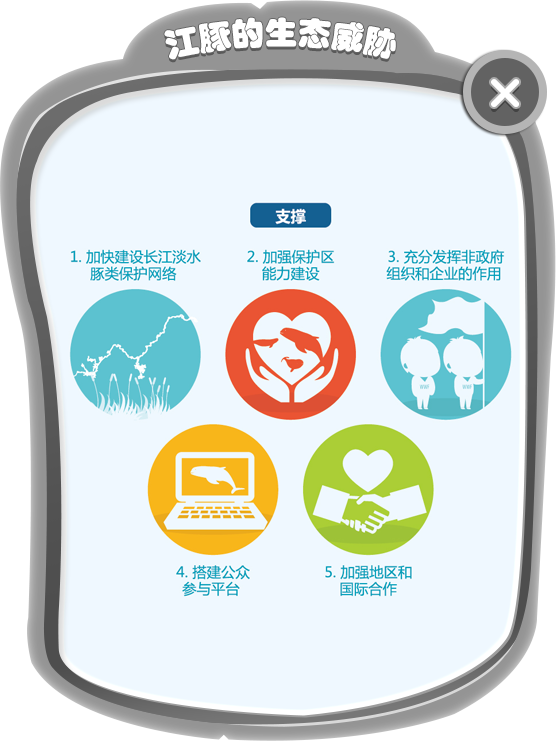 江豚的生态威胁
支撑
1. 加快建设长江淡水
豚类保护网络
2. 加强保护区
能力建设
3. 充分发挥非政府
组织和企业的作用
WWF
WWF
4. 搭建公众
参与平台
5. 加强地区和
国际合作